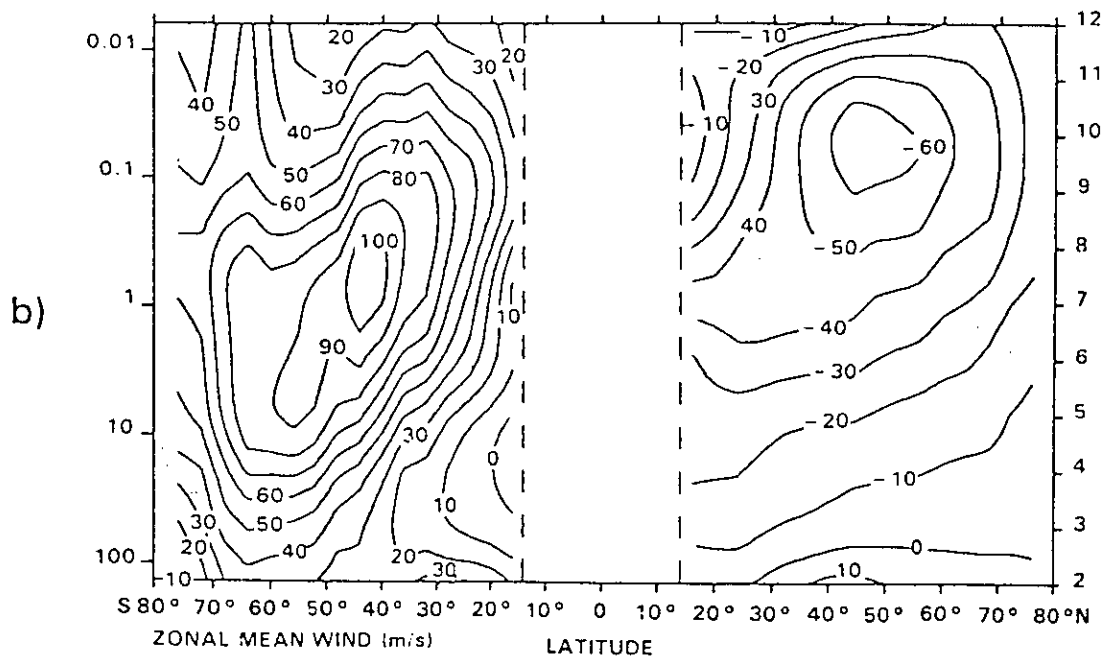 b)
20 20 -10 12
0.01 30 30 -20 11
40 30
50 40 -10 10
70 -60
0.1 50
60 80 9
40
100 -50 8
1 10 -40 7
90 -30 6
10 -20 5
30 0
60 10 -10 4
30 50
20 40 20 0 3
100 30 10
-10 2
S 80° 70° 60° 50° 40° 30° 20° 10° 0 10° 20° 30° 40° 50° 60° 70° 80°N
ZONAL MEAN WIND (m/s) LATITUDE